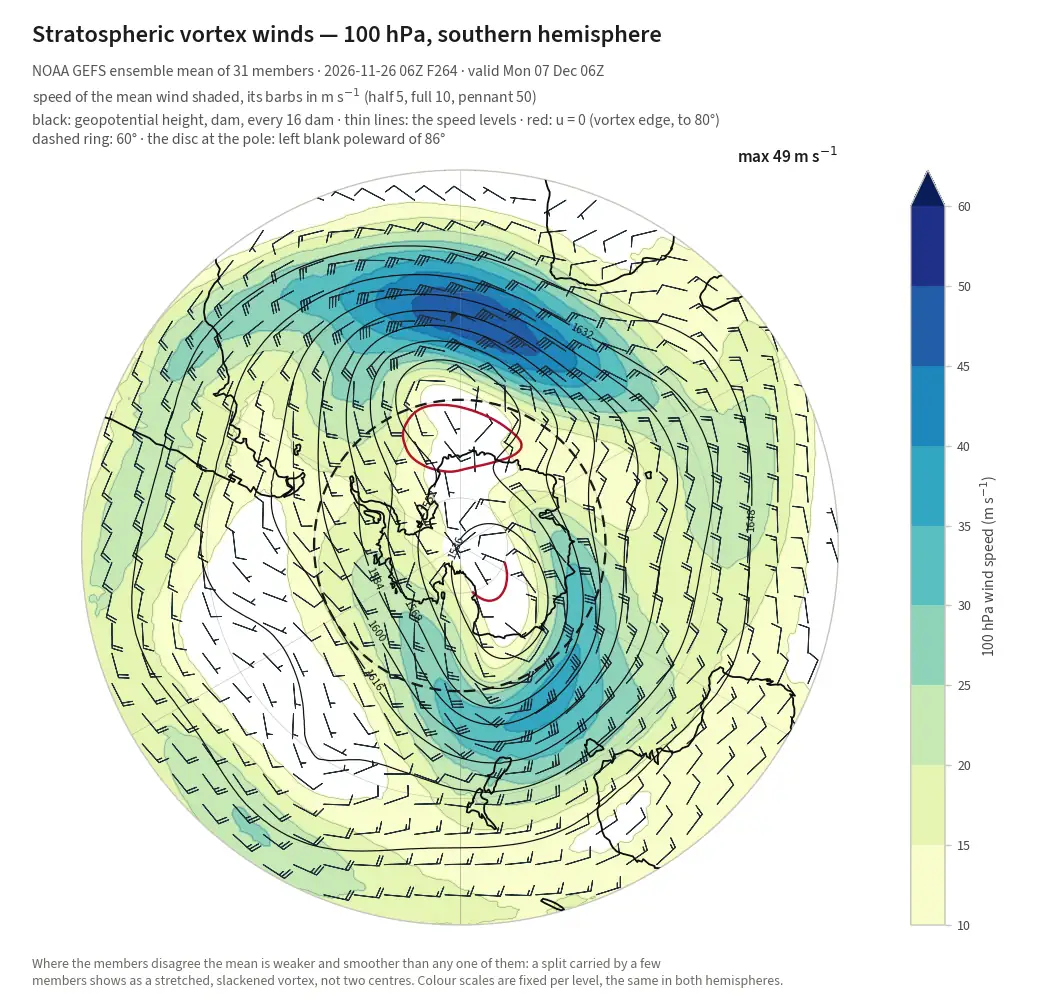 Stratospheric vortex winds — 100 hPa, southern hemisphere
NOAA GEFS ensemble mean of 31 members · 2026-11-26 06Z F264 · valid Mon 07 Dec 06Z
speed of the mean wind shaded, its barbs in m s⁻¹ (half 5, full 10, pennant 50)
black: geopotential height, dam, every 16 dam · thin lines: the speed levels · red: u = 0 (vortex edge, to 80°)
dashed ring: 60° · the disc at the pole: left blank poleward of 86°
max 49 m s⁻¹
60
50
45
40
35
30
25
20
15
10
100 hPa wind speed (m s⁻¹)
1632
1648
1584
1568
1600
1616
Where the members disagree the mean is weaker and smoother than any one of them: a split carried by a few
members shows as a stretched, slackened vortex, not two centres. Colour scales are fixed per level, the same in both hemispheres.